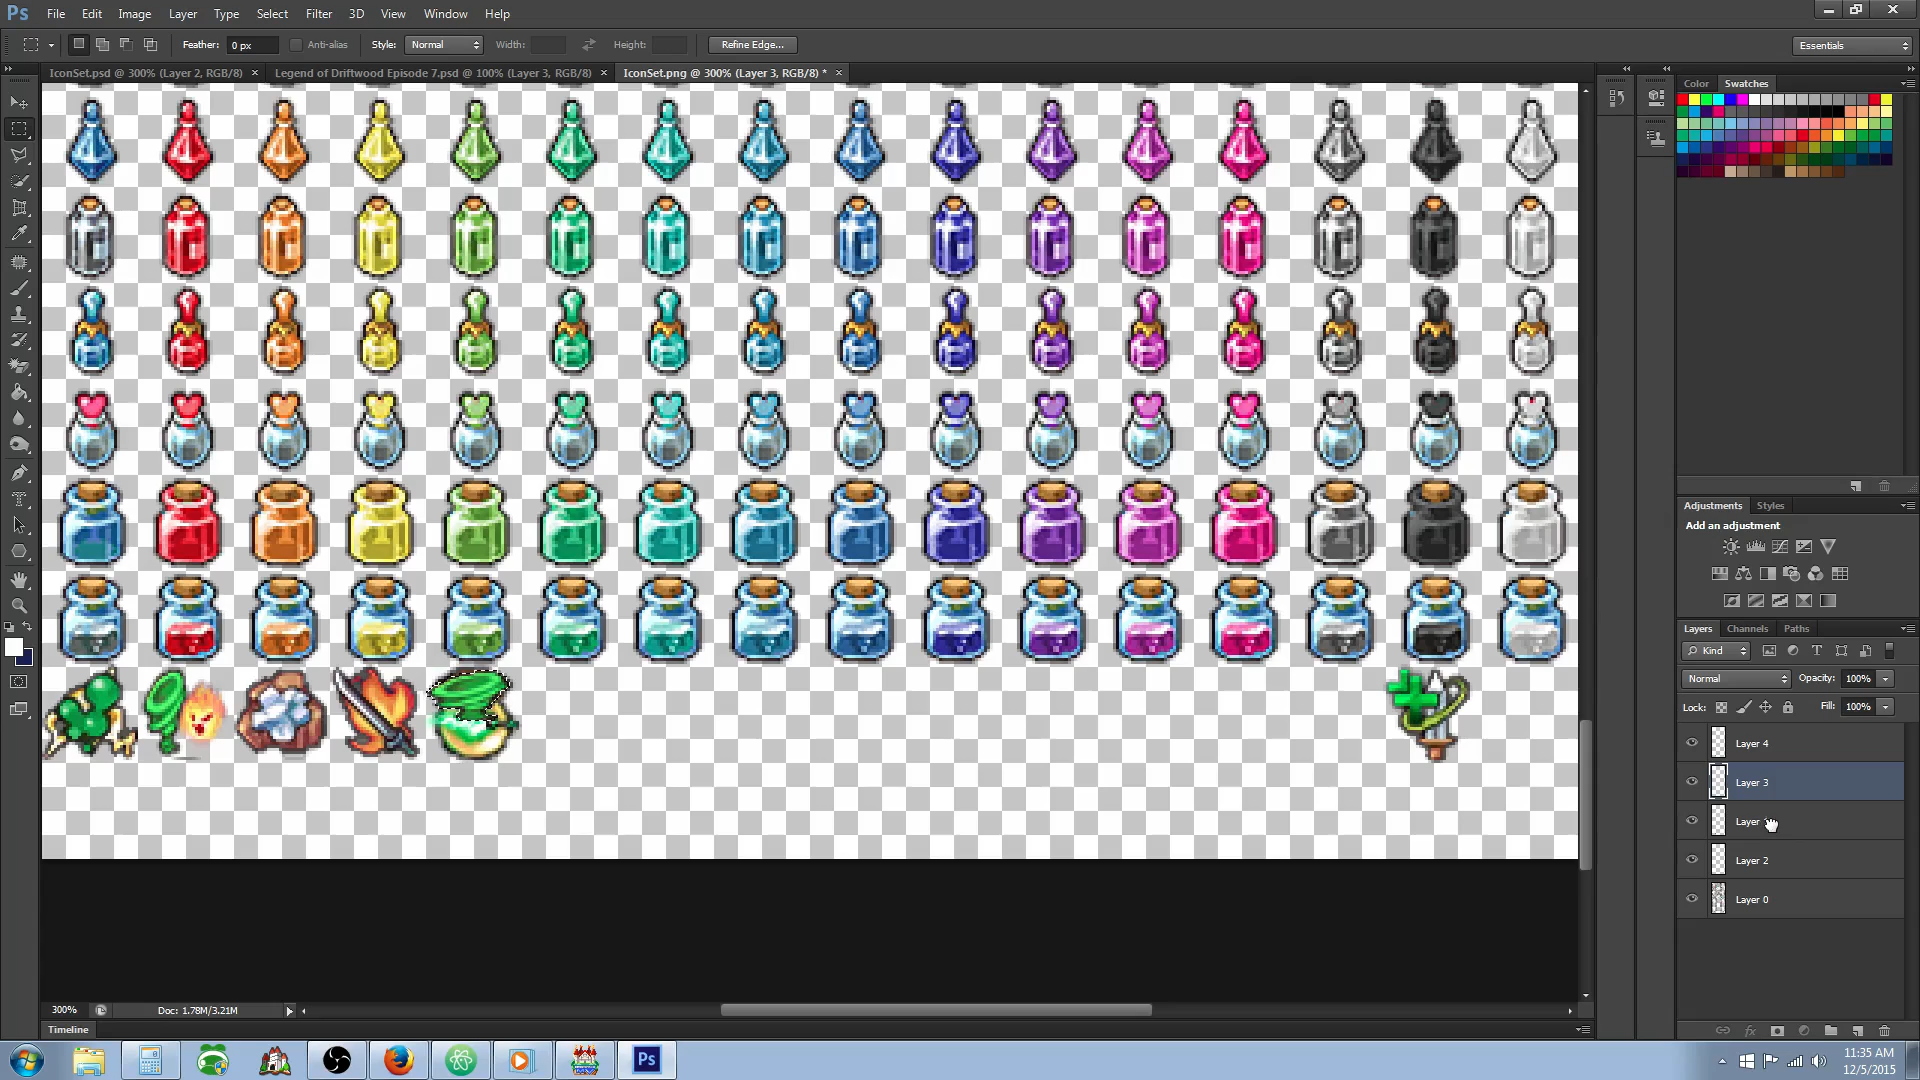 Ps File Edit Image Layer Type Select Filter 3D View Window Help
Feather: 0 px Anti-alias Style: Normal Width: Height: Refine Edge... Essentials
IconSet.psd @ 300% (Layer 2, RGB/8) × Legend of Driftwood Episode 7.psd @ 100% (Layer 3, RGB/8) × IconSet.png @ 300% (Layer 3, RGB/8) * ×
Color Swatches
Adjustments Styles
Add an adjustment
Layers Channels Paths
Kind
Normal Opacity: 100%
Lock: Fill: 100%
Layer 4
Layer 3
Layer
Layer 2
Layer 0
300% Doc: 1.78M/3.21M
Timeline
Ps
11:35 AM
12/5/2015